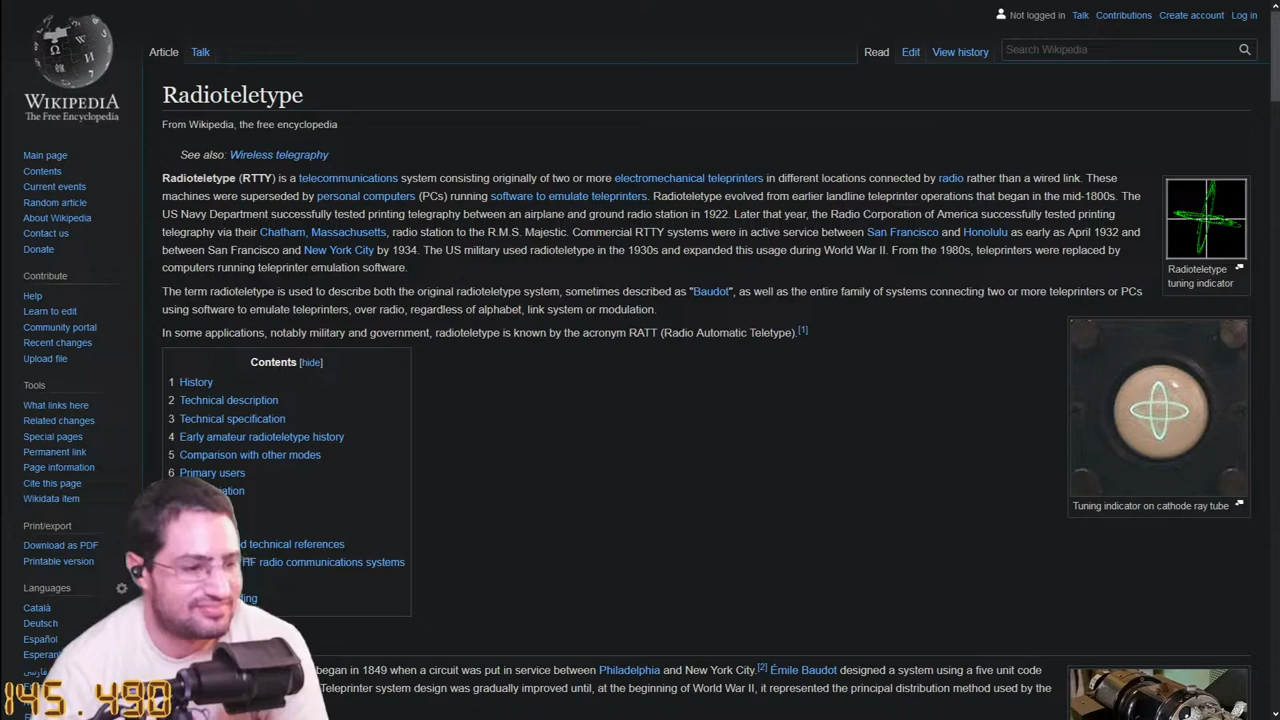 Not logged in Talk Contributions Create account Log in
WIKIPEDIA
The Free Encyclopedia
Article Talk
Read Edit View history
Search Wikipedia
Main page
Contents
Current events
Random article
About Wikipedia
Contact us
Donate
Contribute
Help
Learn to edit
Community portal
Recent changes
Upload file
Tools
What links here
Related changes
Special pages
Permanent link
Page information
Cite this page
Wikidata item
Print/export
Download as PDF
Printable version
Languages
Català
Deutsch
Español
Esperan
فارسی
Radioteletype
From Wikipedia, the free encyclopedia
See also: Wireless telegraphy
Radioteletype (RTTY) is a telecommunications system consisting originally of two or more electromechanical teleprinters in different locations connected by radio rather than a wired link. These
machines were superseded by personal computers (PCs) running software to emulate teleprinters. Radioteletype evolved from earlier landline teleprinter operations that began in the mid-1800s. The
US Navy Department successfully tested printing telegraphy between an airplane and ground radio station in 1922. Later that year, the Radio Corporation of America successfully tested printing
telegraphy via their Chatham, Massachusetts, radio station to the R.M.S. Majestic. Commercial RTTY systems were in active service between San Francisco and Honolulu as early as April 1932 and
between San Francisco and New York City by 1934. The US military used radioteletype in the 1930s and expanded this usage during World War II. From the 1980s, teleprinters were replaced by
computers running teleprinter emulation software.
The term radioteletype is used to describe both the original radioteletype system, sometimes described as "Baudot", as well as the entire family of systems connecting two or more teleprinters or PCs
using software to emulate teleprinters, over radio, regardless of alphabet, link system or modulation.
In some applications, notably military and government, radioteletype is known by the acronym RATT (Radio Automatic Teletype).[1]
Radioteletype
tuning indicator
Tuning indicator on cathode ray tube
Contents [hide]
1 History
2 Technical description
3 Technical specification
4 Early amateur radioteletype history
5 Comparison with other modes
6 Primary users
ation
d technical references
HF radio communications systems
ding
began in 1849 when a circuit was put in service between Philadelphia and New York City.[2] Émile Baudot designed a system using a five unit code
Teleprinter system design was gradually improved until, at the beginning of World War II, it represented the principal distribution method used by the
145.490